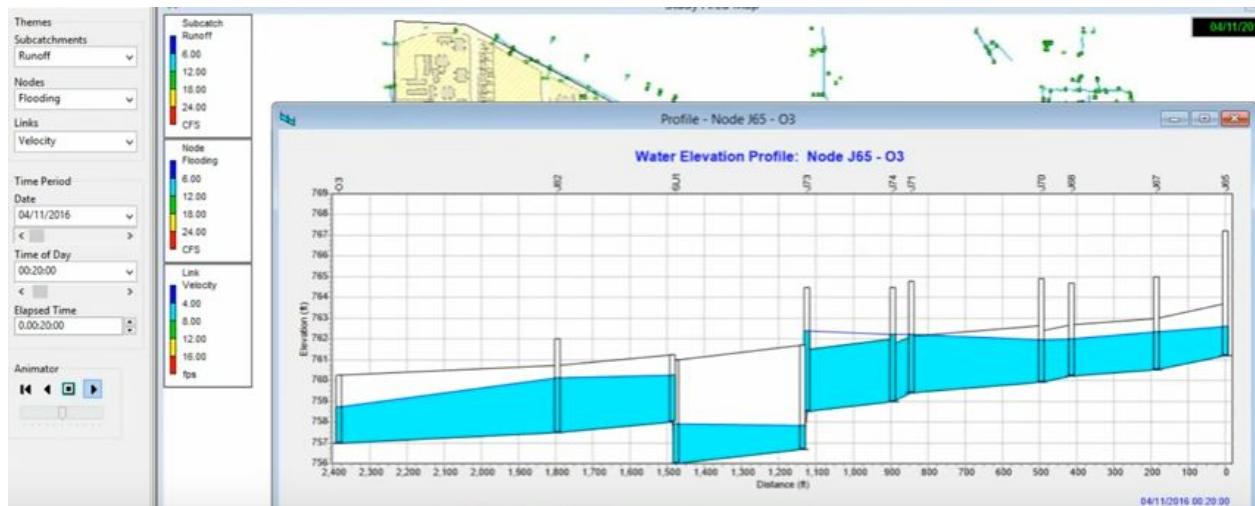 Study Area Map
Themes
Subcatchments
Runoff
Nodes
Flooding
Links
Velocity
Time Period
Date
04/11/2016
Time of Day
00:20:00
Elapsed Time
0.00:20:00
Animator
Subcatch
Runoff
6.00
12.00
18.00
24.00
CFS
Node
Flooding
6.00
12.00
18.00
24.00
CFS
Link
Velocity
4.00
8.00
12.00
16.00
fps
04/11/20
Profile - Node J65 - O3
Water Elevation Profile: Node J65 - O3
O3
J82
SU1
J73
J74
J71
J70
J68
J67
J65
Elevation (ft)
769
768
767
766
765
764
763
762
761
760
759
758
757
756
2,400 2,300 2,200 2,100 2,000 1,900 1,800 1,700 1,600 1,500 1,400 1,300 1,200 1,100 1,000 900 800 700 600 500 400 300 200 100 0
Distance (ft)
04/11/2016 00:20:00